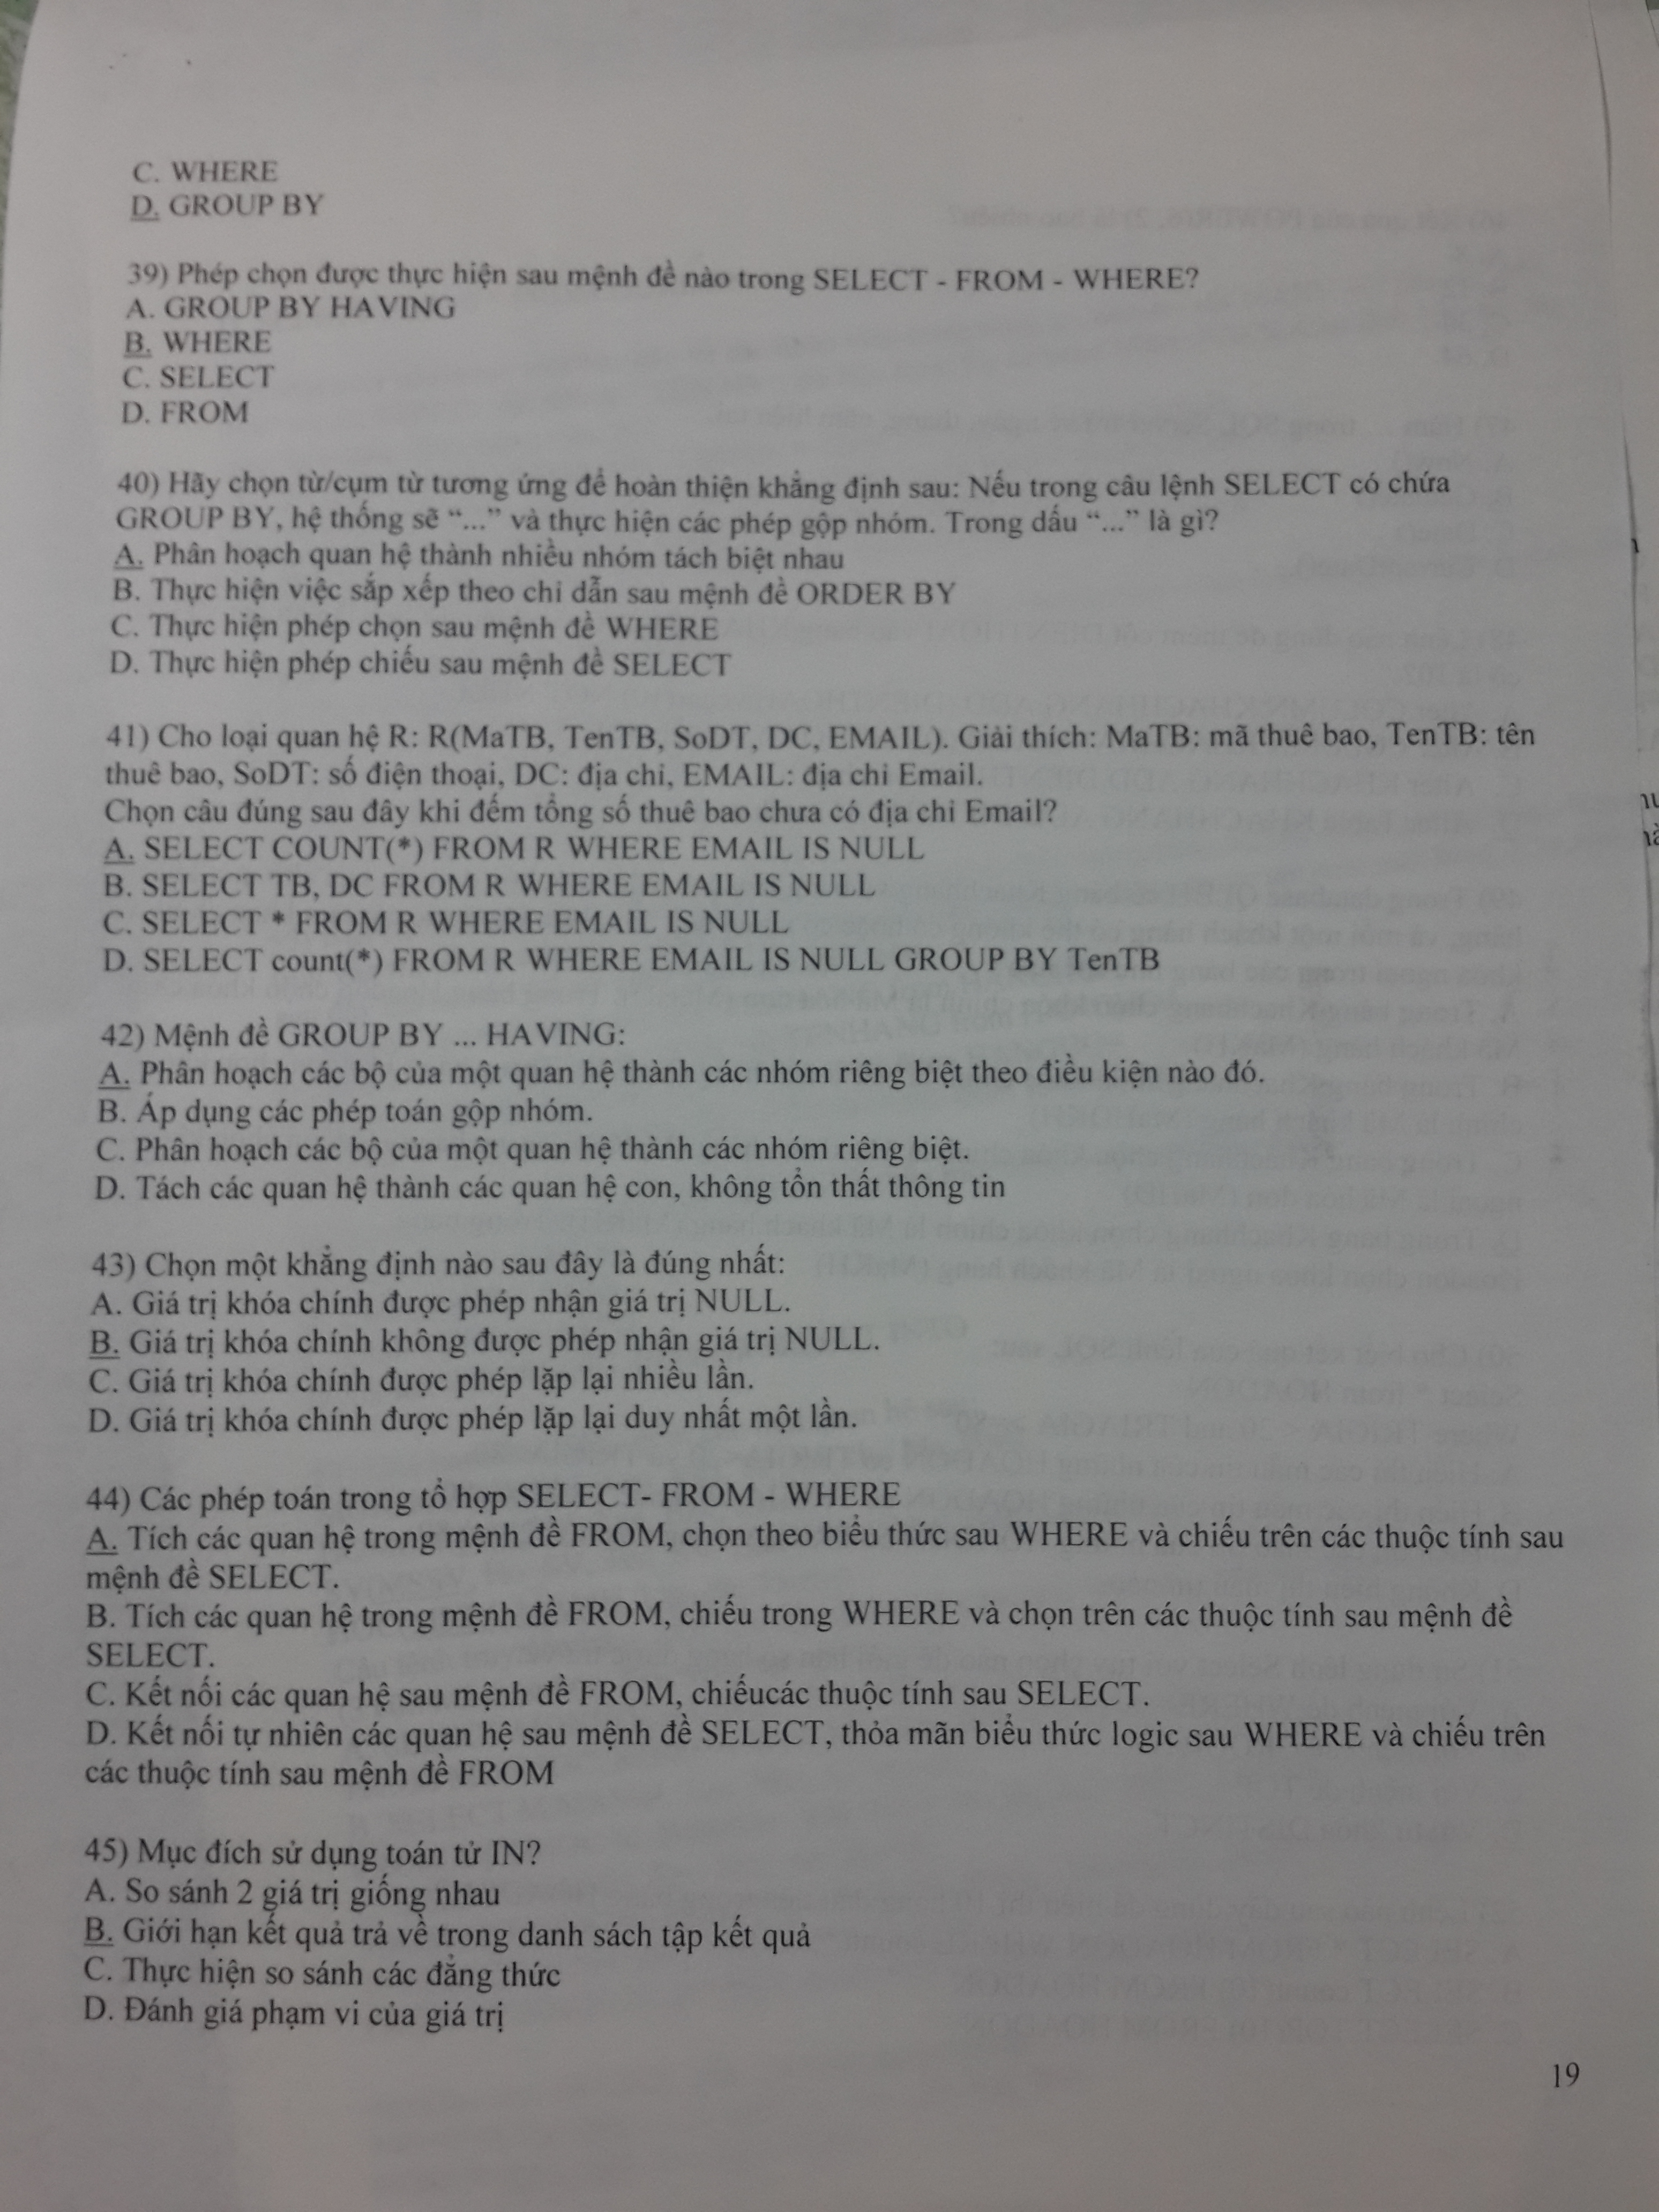 C. WHERE
D. GROUP BY
39) Phép chọn được thực hiện sau mệnh đề nào trong SELECT - FROM - WHERE?
A. GROUP BY HAVING
B. WHERE
C. SELECT
D. FROM
40) Hãy chọn từ/cụm từ tương ứng để hoàn thiện khẳng định sau: Nếu trong câu lệnh SELECT có chứa
GROUP BY, hệ thống sẽ “...” và thực hiện các phép gộp nhóm. Trong dấu “...” là gì?
A. Phân hoạch quan hệ thành nhiều nhóm tách biệt nhau
B. Thực hiện việc sắp xếp theo chỉ dẫn sau mệnh đề ORDER BY
C. Thực hiện phép chọn sau mệnh đề WHERE
D. Thực hiện phép chiếu sau mệnh đề SELECT
41) Cho loại quan hệ R: R(MaTB, TenTB, SoDT, DC, EMAIL). Giải thích: MaTB: mã thuê bao, TenTB: tên
thuê bao, SoDT: số điện thoại, DC: địa chỉ, EMAIL: địa chỉ Email.
Chọn câu đúng sau đây khi đếm tổng số thuê bao chưa có địa chỉ Email?
A. SELECT COUNT(*) FROM R WHERE EMAIL IS NULL
B. SELECT TB, DC FROM R WHERE EMAIL IS NULL
C. SELECT * FROM R WHERE EMAIL IS NULL
D. SELECT count(*) FROM R WHERE EMAIL IS NULL GROUP BY TenTB
42) Mệnh đề GROUP BY ... HAVING:
A. Phân hoạch các bộ của một quan hệ thành các nhóm riêng biệt theo điều kiện nào đó.
B. Áp dụng các phép toán gộp nhóm.
C. Phân hoạch các bộ của một quan hệ thành các nhóm riêng biệt.
D. Tách các quan hệ thành các quan hệ con, không tổn thất thông tin
43) Chọn một khẳng định nào sau đây là đúng nhất:
A. Giá trị khóa chính được phép nhận giá trị NULL.
B. Giá trị khóa chính không được phép nhận giá trị NULL.
C. Giá trị khóa chính được phép lặp lại nhiều lần.
D. Giá trị khóa chính được phép lặp lại duy nhất một lần.
44) Các phép toán trong tổ hợp SELECT- FROM - WHERE
A. Tích các quan hệ trong mệnh đề FROM, chọn theo biểu thức sau WHERE và chiếu trên các thuộc tính sau
mệnh đề SELECT.
B. Tích các quan hệ trong mệnh đề FROM, chiếu trong WHERE và chọn trên các thuộc tính sau mệnh đề
SELECT.
C. Kết nối các quan hệ sau mệnh đề FROM, chiếucác thuộc tính sau SELECT.
D. Kết nối tự nhiên các quan hệ sau mệnh đề SELECT, thỏa mãn biểu thức logic sau WHERE và chiếu trên
các thuộc tính sau mệnh đề FROM
45) Mục đích sử dụng toán tử IN?
A. So sánh 2 giá trị giống nhau
B. Giới hạn kết quả trả về trong danh sách tập kết quả
C. Thực hiện so sánh các đẳng thức
D. Đánh giá phạm vi của giá trị
19